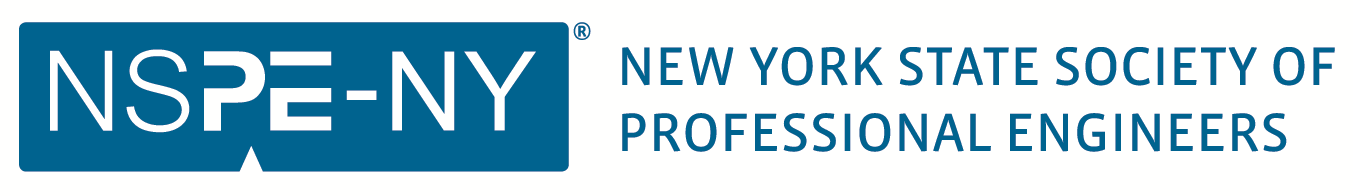 NSPE-NY®
NEW YORK STATE SOCIETY OF
PROFESSIONAL ENGINEERS